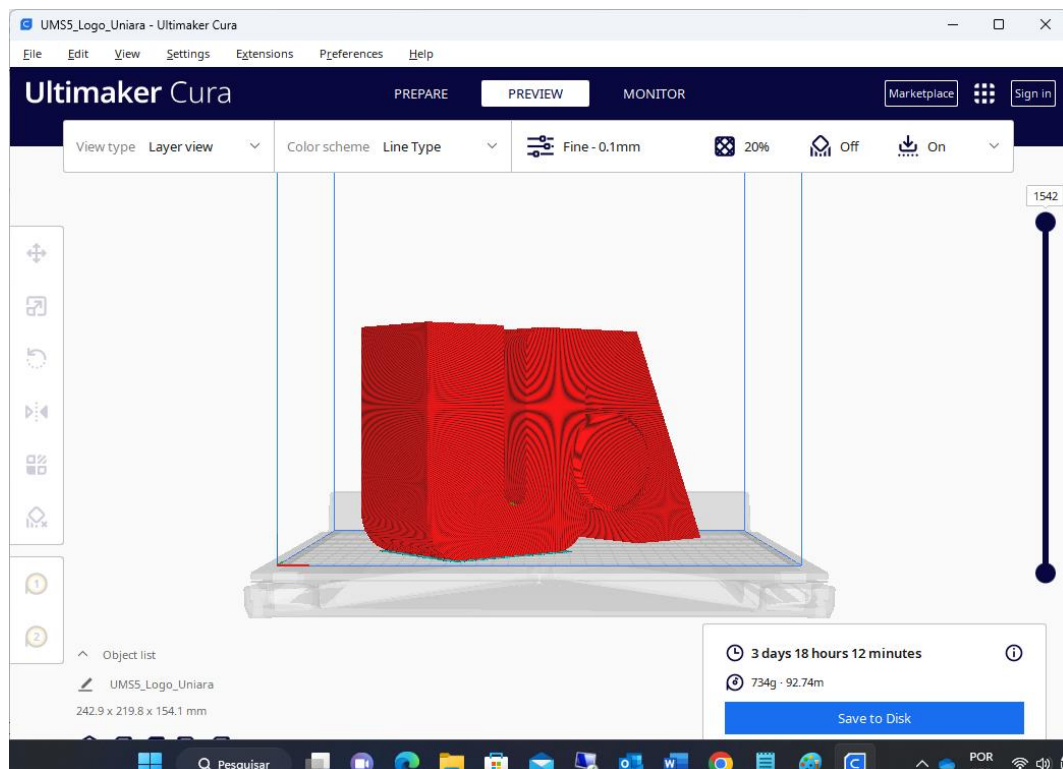 UMS5_Logo_Uniara - Ultimaker Cura
File Edit View Settings Extensions Preferences Help
Ultimaker Cura PREPARE PREVIEW MONITOR Marketplace Sign in
View type Layer view Color scheme Line Type Fine - 0.1mm 20% Off On
1542
1
2
Object list
UMS5_Logo_Uniara
242.9 x 219.8 x 154.1 mm
3 days 18 hours 12 minutes
734g · 92.74m
Save to Disk
Pesquisar
POR